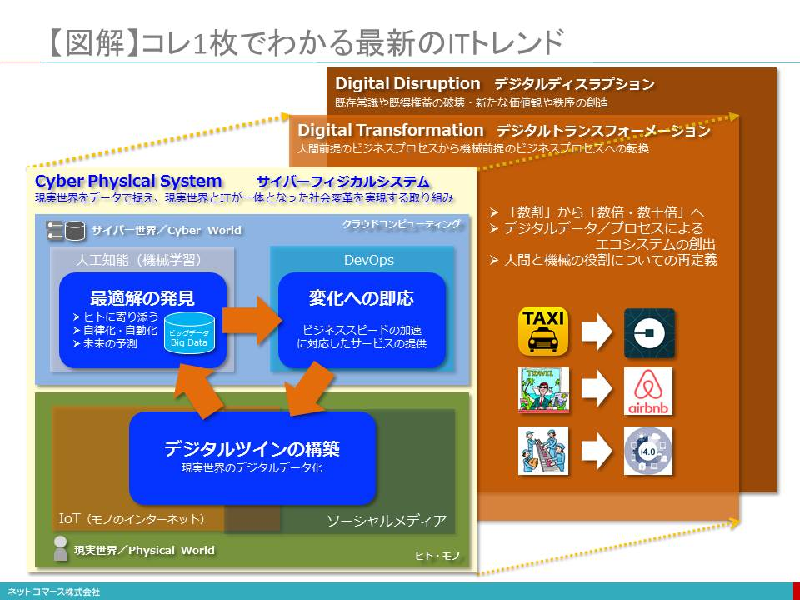 【図解】コレ1枚でわかる最新のITトレンド
Digital Disruption デジタルディスラプション
既存常識や既得権益の破壊・新たな価値観や秩序の創造
Digital Transformation デジタルトランスフォーメーション
人間前提のビジネスプロセスから機械前提のビジネスプロセスへの転換
Cyber Physical System サイバーフィジカルシステム
現実世界をデータで捉え、現実世界とITが一体となった社会変革を実現する取り組み
クラウドコンピューティング
サイバー世界／Cyber World
人工知能（機械学習）
DevOps
最適解の発見
➢ ヒトに寄り添う
➢ 自律化・自動化
➢ 未来の予測
ビッグデータ
Big Data
変化への即応
ビジネススピードの加速
に対応したサービスの提供
デジタルツインの構築
現実世界のデジタルデータ化
IoT（モノのインターネット）
ソーシャルメディア
現実世界／Physical World
ヒト・モノ
➢ 「数割」から「数倍・数十倍」へ
➢ デジタルデータ／プロセスによる
エコシステムの創出
➢ 人間と機械の役割についての再定義
TAXI
TRAVEL
airbnb
4.0
ネットコマース株式会社